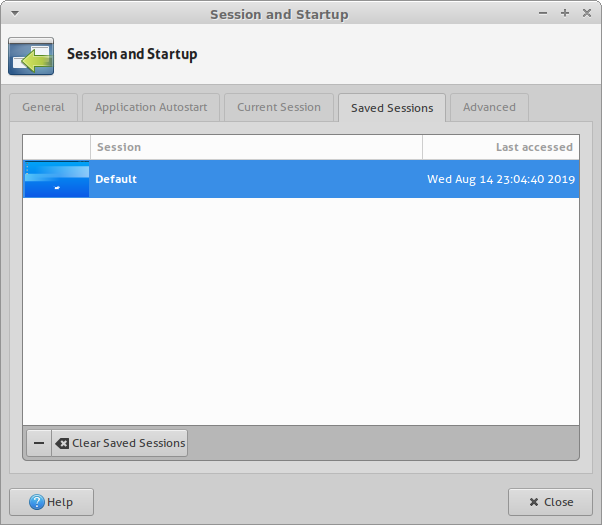 Session and Startup
Session and Startup
General Application Autostart Current Session Saved Sessions Advanced
Session Last accessed
Default Wed Aug 14 23:04:40 2019
Clear Saved Sessions
Help Close